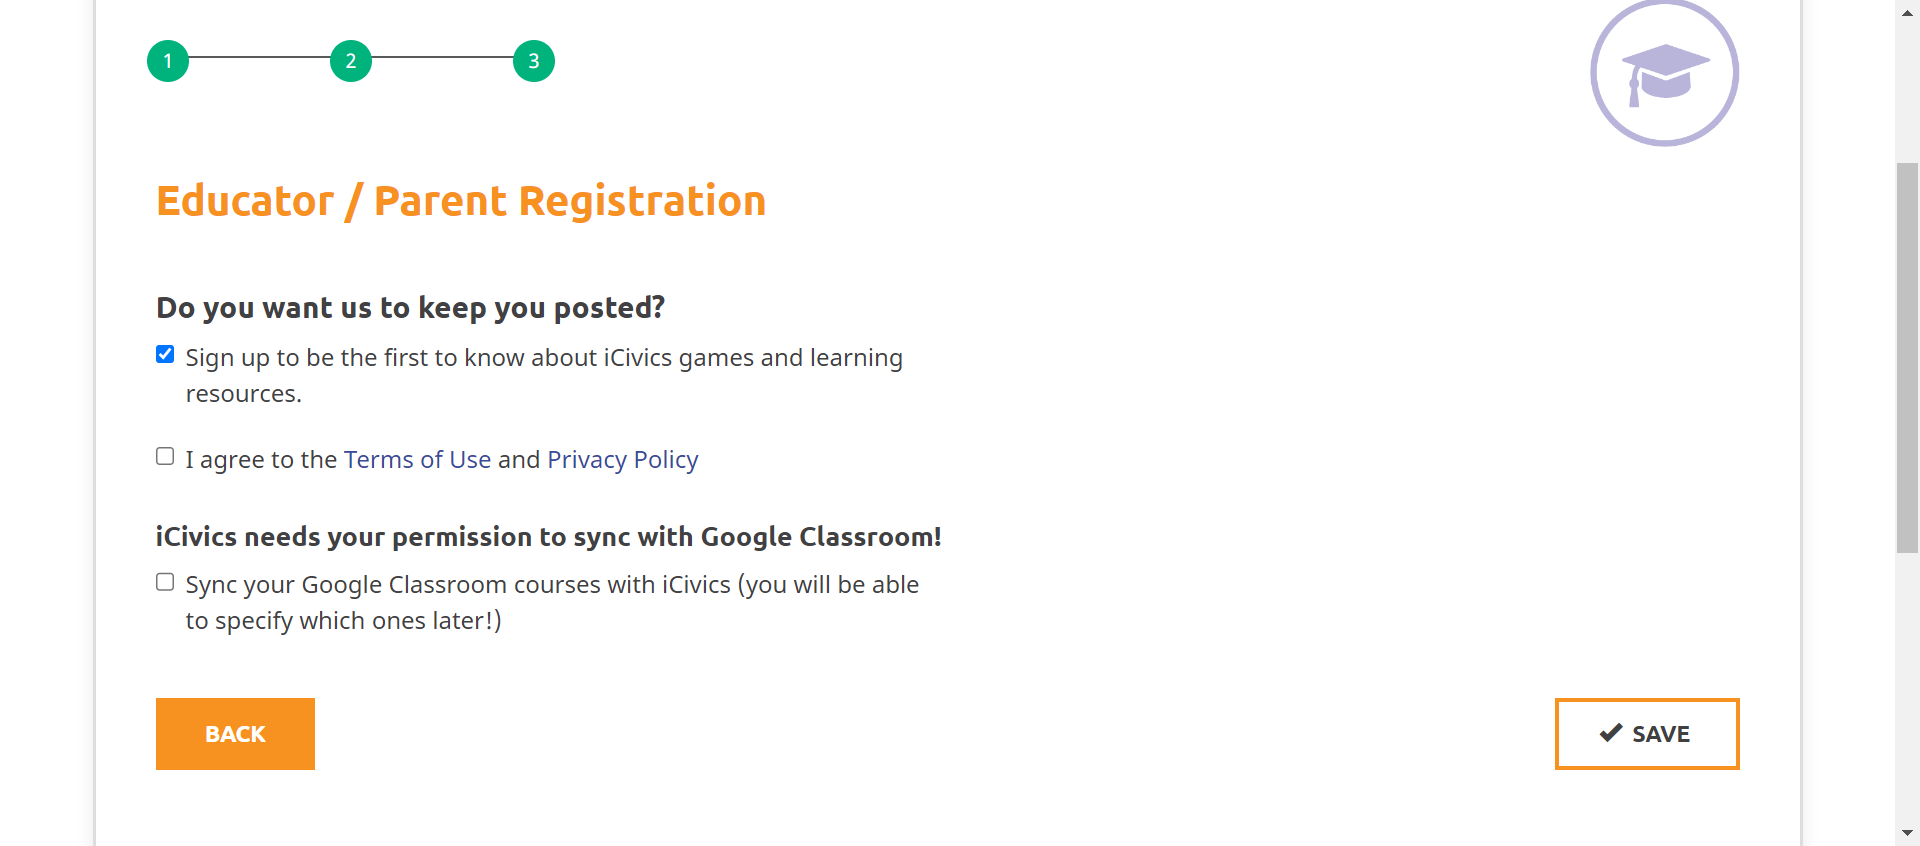 1 2 3
Educator / Parent Registration
Do you want us to keep you posted?
Sign up to be the first to know about iCivics games and learning
resources.
I agree to the Terms of Use and Privacy Policy
iCivics needs your permission to sync with Google Classroom!
Sync your Google Classroom courses with iCivics (you will be able
to specify which ones later!)
BACK
SAVE